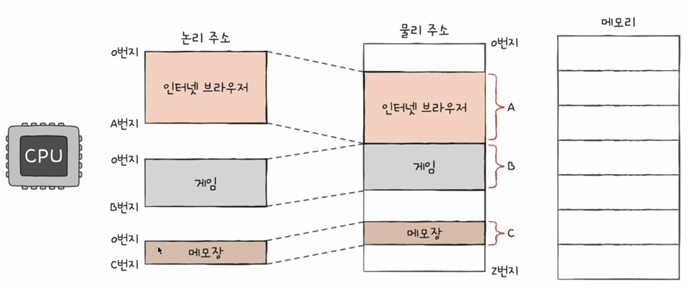 논리 주소
물리 주소
메모리
0번지
인터넷 브라우저
A번지
0번지
게임
B번지
0번지
메모장
C번지
CPU
0번지
인터넷 브라우저
A
게임
B
메모장
C
Z번지